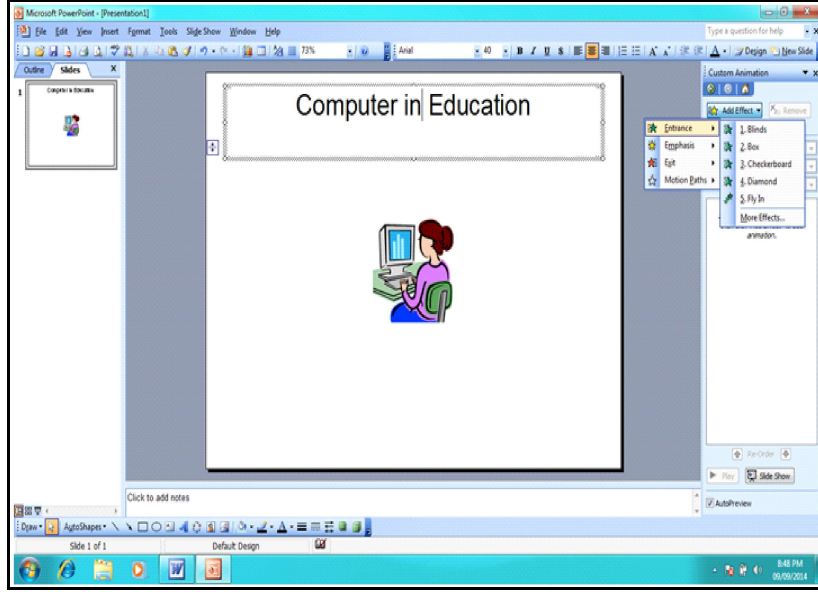 Microsoft PowerPoint - [Presentation1]
File Edit View Insert Format Tools Slide Show Window Help
Type a question for help
73% Arial 40 B I U S A A A Design New Slide
Outline Slides X
Custom Animation
1
Computer in Education
Computer in Education
Add Effect Remove
Entrance
Emphasis
Exit
Motion Paths
1. Blinds
2. Box
3. Checkerboard
4. Diamond
5. Fly In
More Effects...
animation.
Re-Order
Play Slide Show
AutoPreview
Click to add notes
Draw AutoShapes
Slide 1 of 1 Default Design
W
8:48 PM
09/09/2014